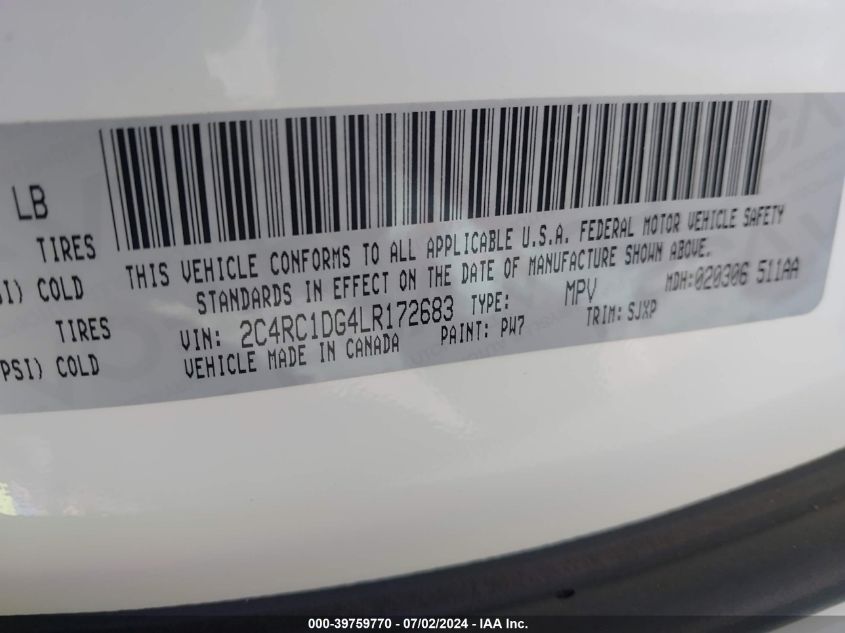 LB
TIRES
SI) COLD
TIRES
PSI) COLD
THIS VEHICLE CONFORMS TO ALL APPLICABLE U.S.A. FEDERAL MOTOR VEHICLE SAFETY
STANDARDS IN EFFECT ON THE DATE OF MANUFACTURE SHOWN ABOVE.
MDH:020306 511AA
VIN: 2C4RC1DG4LR172683 TYPE: MPV
VEHICLE MADE IN CANADA PAINT: PW7 TRIM: SJXP
000-39759770 - 07/02/2024 - IAA Inc.